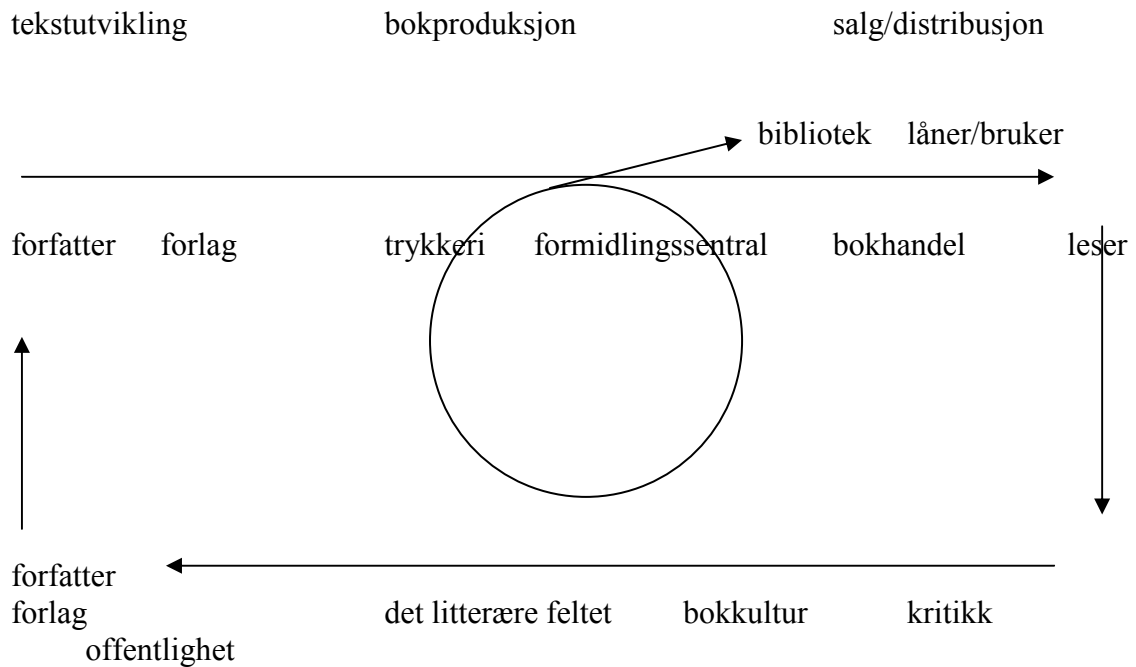 tekstutvikling bokproduksjon salg/distribusjon
bibliotek låner/bruker
forfatter forlag trykkeri formidlingssentral bokhandel leser
forfatter
forlag det litterære feltet bokkultur kritikk
offentlighet